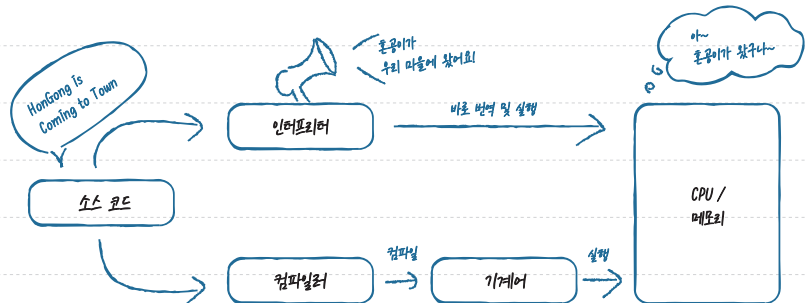 HonGong is
Coming to Town
소스 코드
혼공이가
우리 마을에 왔어요!
인터프리터
바로 번역 및 실행
컴파일러
컴파일
기계어
실행
아~
혼공이가 왔구나~
CPU /
메모리